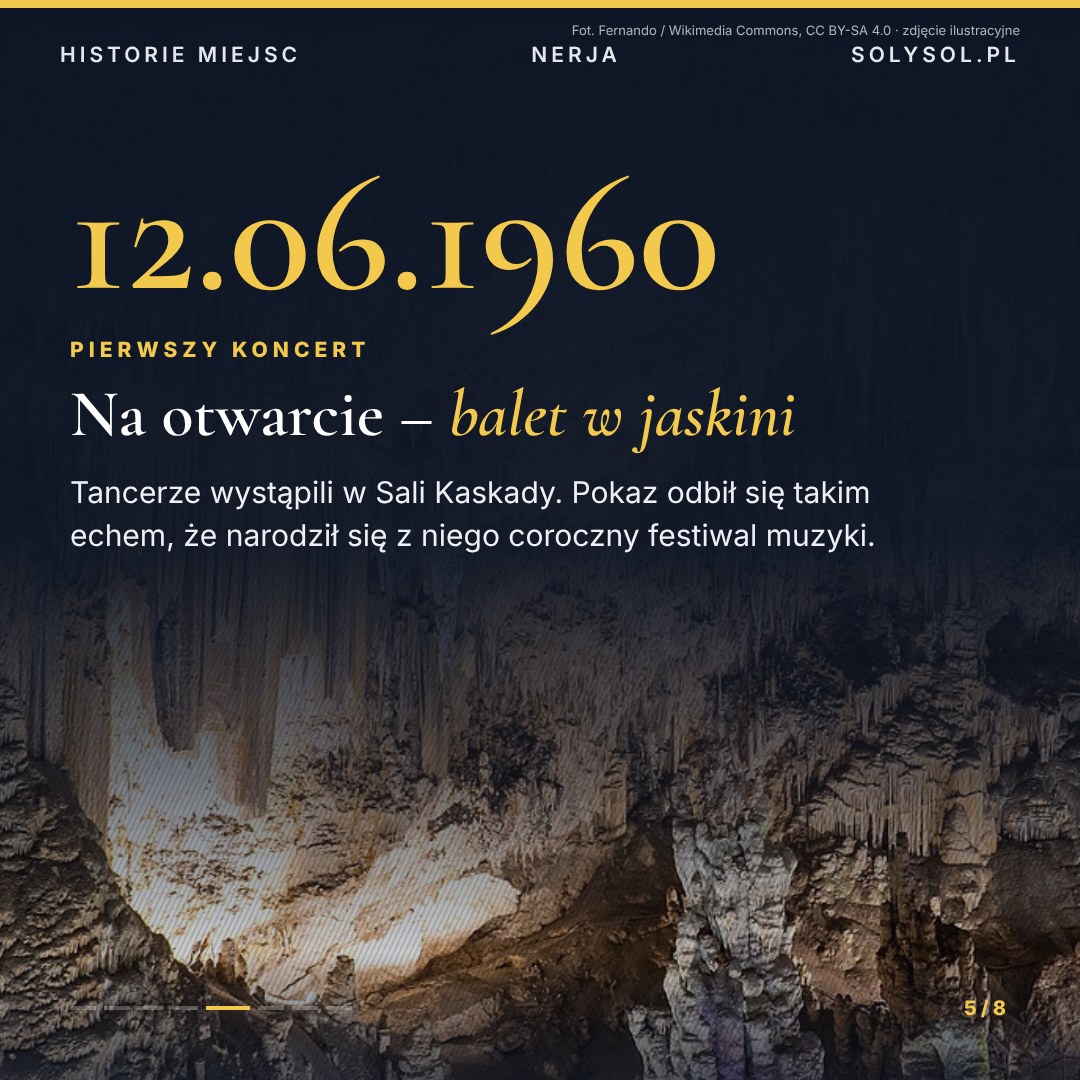 Fot. Fernando / Wikimedia Commons, CC BY-SA 4.0 · zdjęcie ilustracyjne
HISTORIE MIEJSC NERJA SOLYSOL.PL
12.06.1960
PIERWSZY KONCERT
Na otwarcie – balet w jaskini
Tancerze wystąpili w Sali Kaskady. Pokaz odbił się takim
echem, że narodził się z niego coroczny festiwal muzyki.
5/8